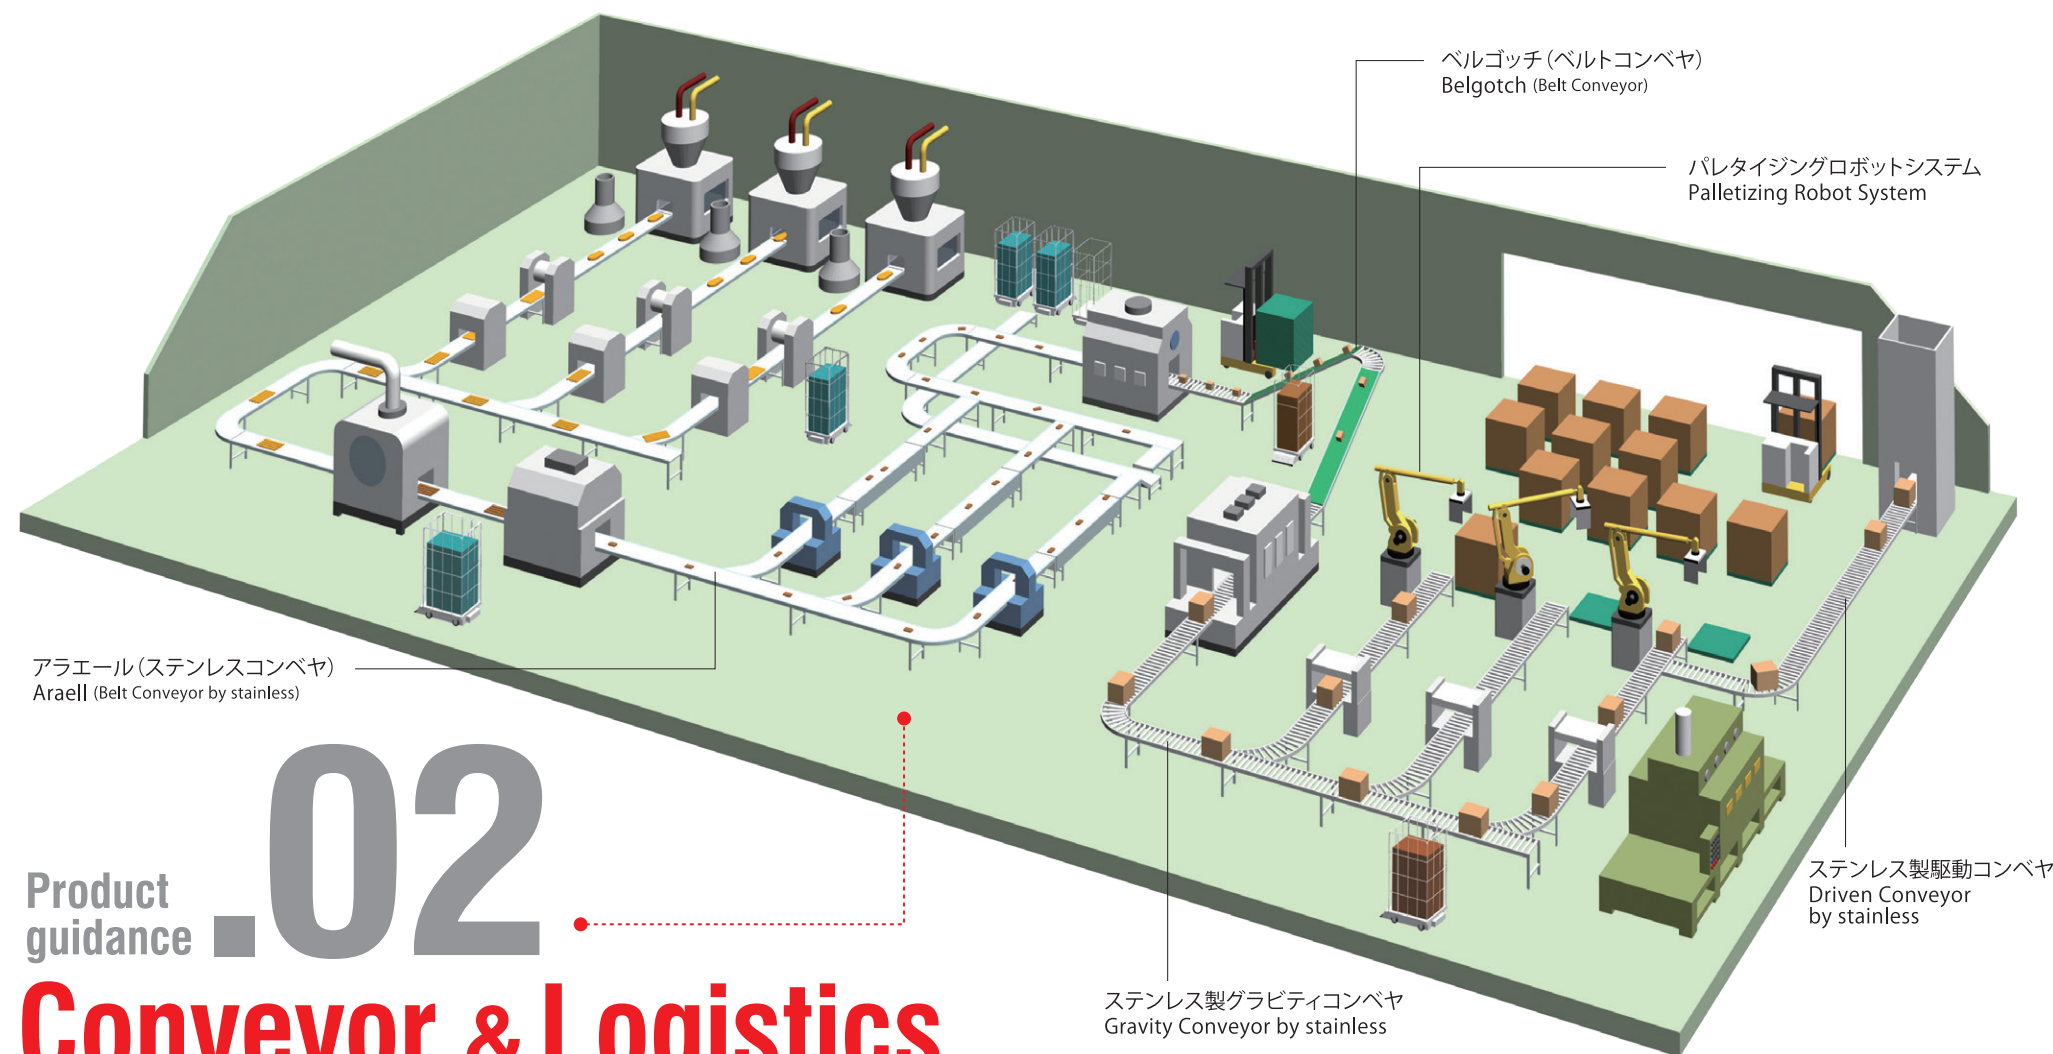 ベルゴッチ（ベルトコンベヤ）
Belgotch (Belt Conveyor)
パレタイジングロボットシステム
Palletizing Robot System
アラエール（ステンレスコンベヤ）
Araell (Belt Conveyor by stainless)
Product
guidance
.02
Conveyor & Logistics
ステンレス製駆動コンベヤ
Driven Conveyor
by stainless
ステンレス製グラビティコンベヤ
Gravity Conveyor by stainless